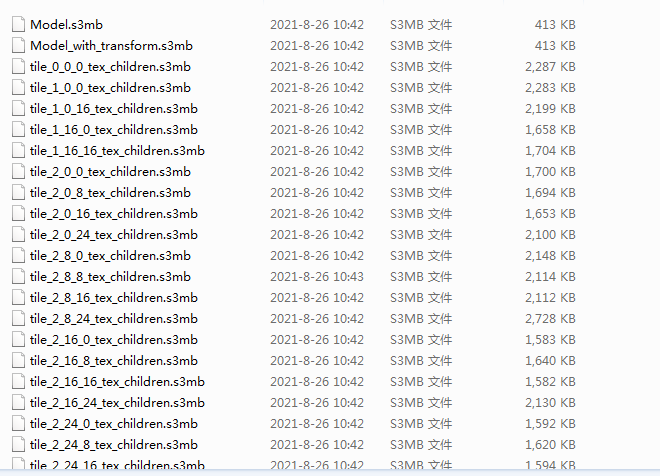 Model.s3mb 2021-8-26 10:42 S3MB 文件 413 KB
Model_with_transform.s3mb 2021-8-26 10:42 S3MB 文件 413 KB
tile_0_0_0_tex_children.s3mb 2021-8-26 10:42 S3MB 文件 2,287 KB
tile_1_0_0_tex_children.s3mb 2021-8-26 10:42 S3MB 文件 2,283 KB
tile_1_0_16_tex_children.s3mb 2021-8-26 10:42 S3MB 文件 2,199 KB
tile_1_16_0_tex_children.s3mb 2021-8-26 10:42 S3MB 文件 1,658 KB
tile_1_16_16_tex_children.s3mb 2021-8-26 10:42 S3MB 文件 1,704 KB
tile_2_0_0_tex_children.s3mb 2021-8-26 10:42 S3MB 文件 1,700 KB
tile_2_0_8_tex_children.s3mb 2021-8-26 10:42 S3MB 文件 1,694 KB
tile_2_0_16_tex_children.s3mb 2021-8-26 10:42 S3MB 文件 1,653 KB
tile_2_0_24_tex_children.s3mb 2021-8-26 10:42 S3MB 文件 2,100 KB
tile_2_8_0_tex_children.s3mb 2021-8-26 10:42 S3MB 文件 2,148 KB
tile_2_8_8_tex_children.s3mb 2021-8-26 10:43 S3MB 文件 2,114 KB
tile_2_8_16_tex_children.s3mb 2021-8-26 10:42 S3MB 文件 2,112 KB
tile_2_8_24_tex_children.s3mb 2021-8-26 10:42 S3MB 文件 2,728 KB
tile_2_16_0_tex_children.s3mb 2021-8-26 10:42 S3MB 文件 1,583 KB
tile_2_16_8_tex_children.s3mb 2021-8-26 10:42 S3MB 文件 1,640 KB
tile_2_16_16_tex_children.s3mb 2021-8-26 10:42 S3MB 文件 1,582 KB
tile_2_16_24_tex_children.s3mb 2021-8-26 10:42 S3MB 文件 2,130 KB
tile_2_24_0_tex_children.s3mb 2021-8-26 10:42 S3MB 文件 1,592 KB
tile_2_24_8_tex_children.s3mb 2021-8-26 10:42 S3MB 文件 1,620 KB
tile_2_24_16_tex_children.s3mb 2021-8-26 10:42 S3MB 文件 1,594 KB